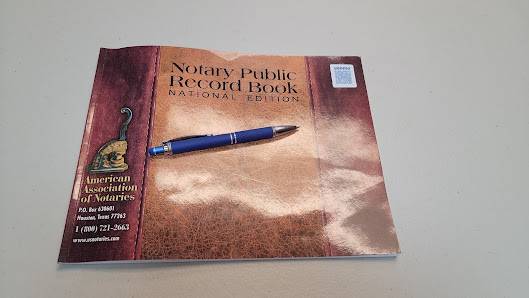 Notary Public
Record Book
NATIONAL EDITION
American
Association
of Notaries
P.O. Box 630601
Houston, Texas 77263
1 (800) 721-2663
www.usnotaries.com